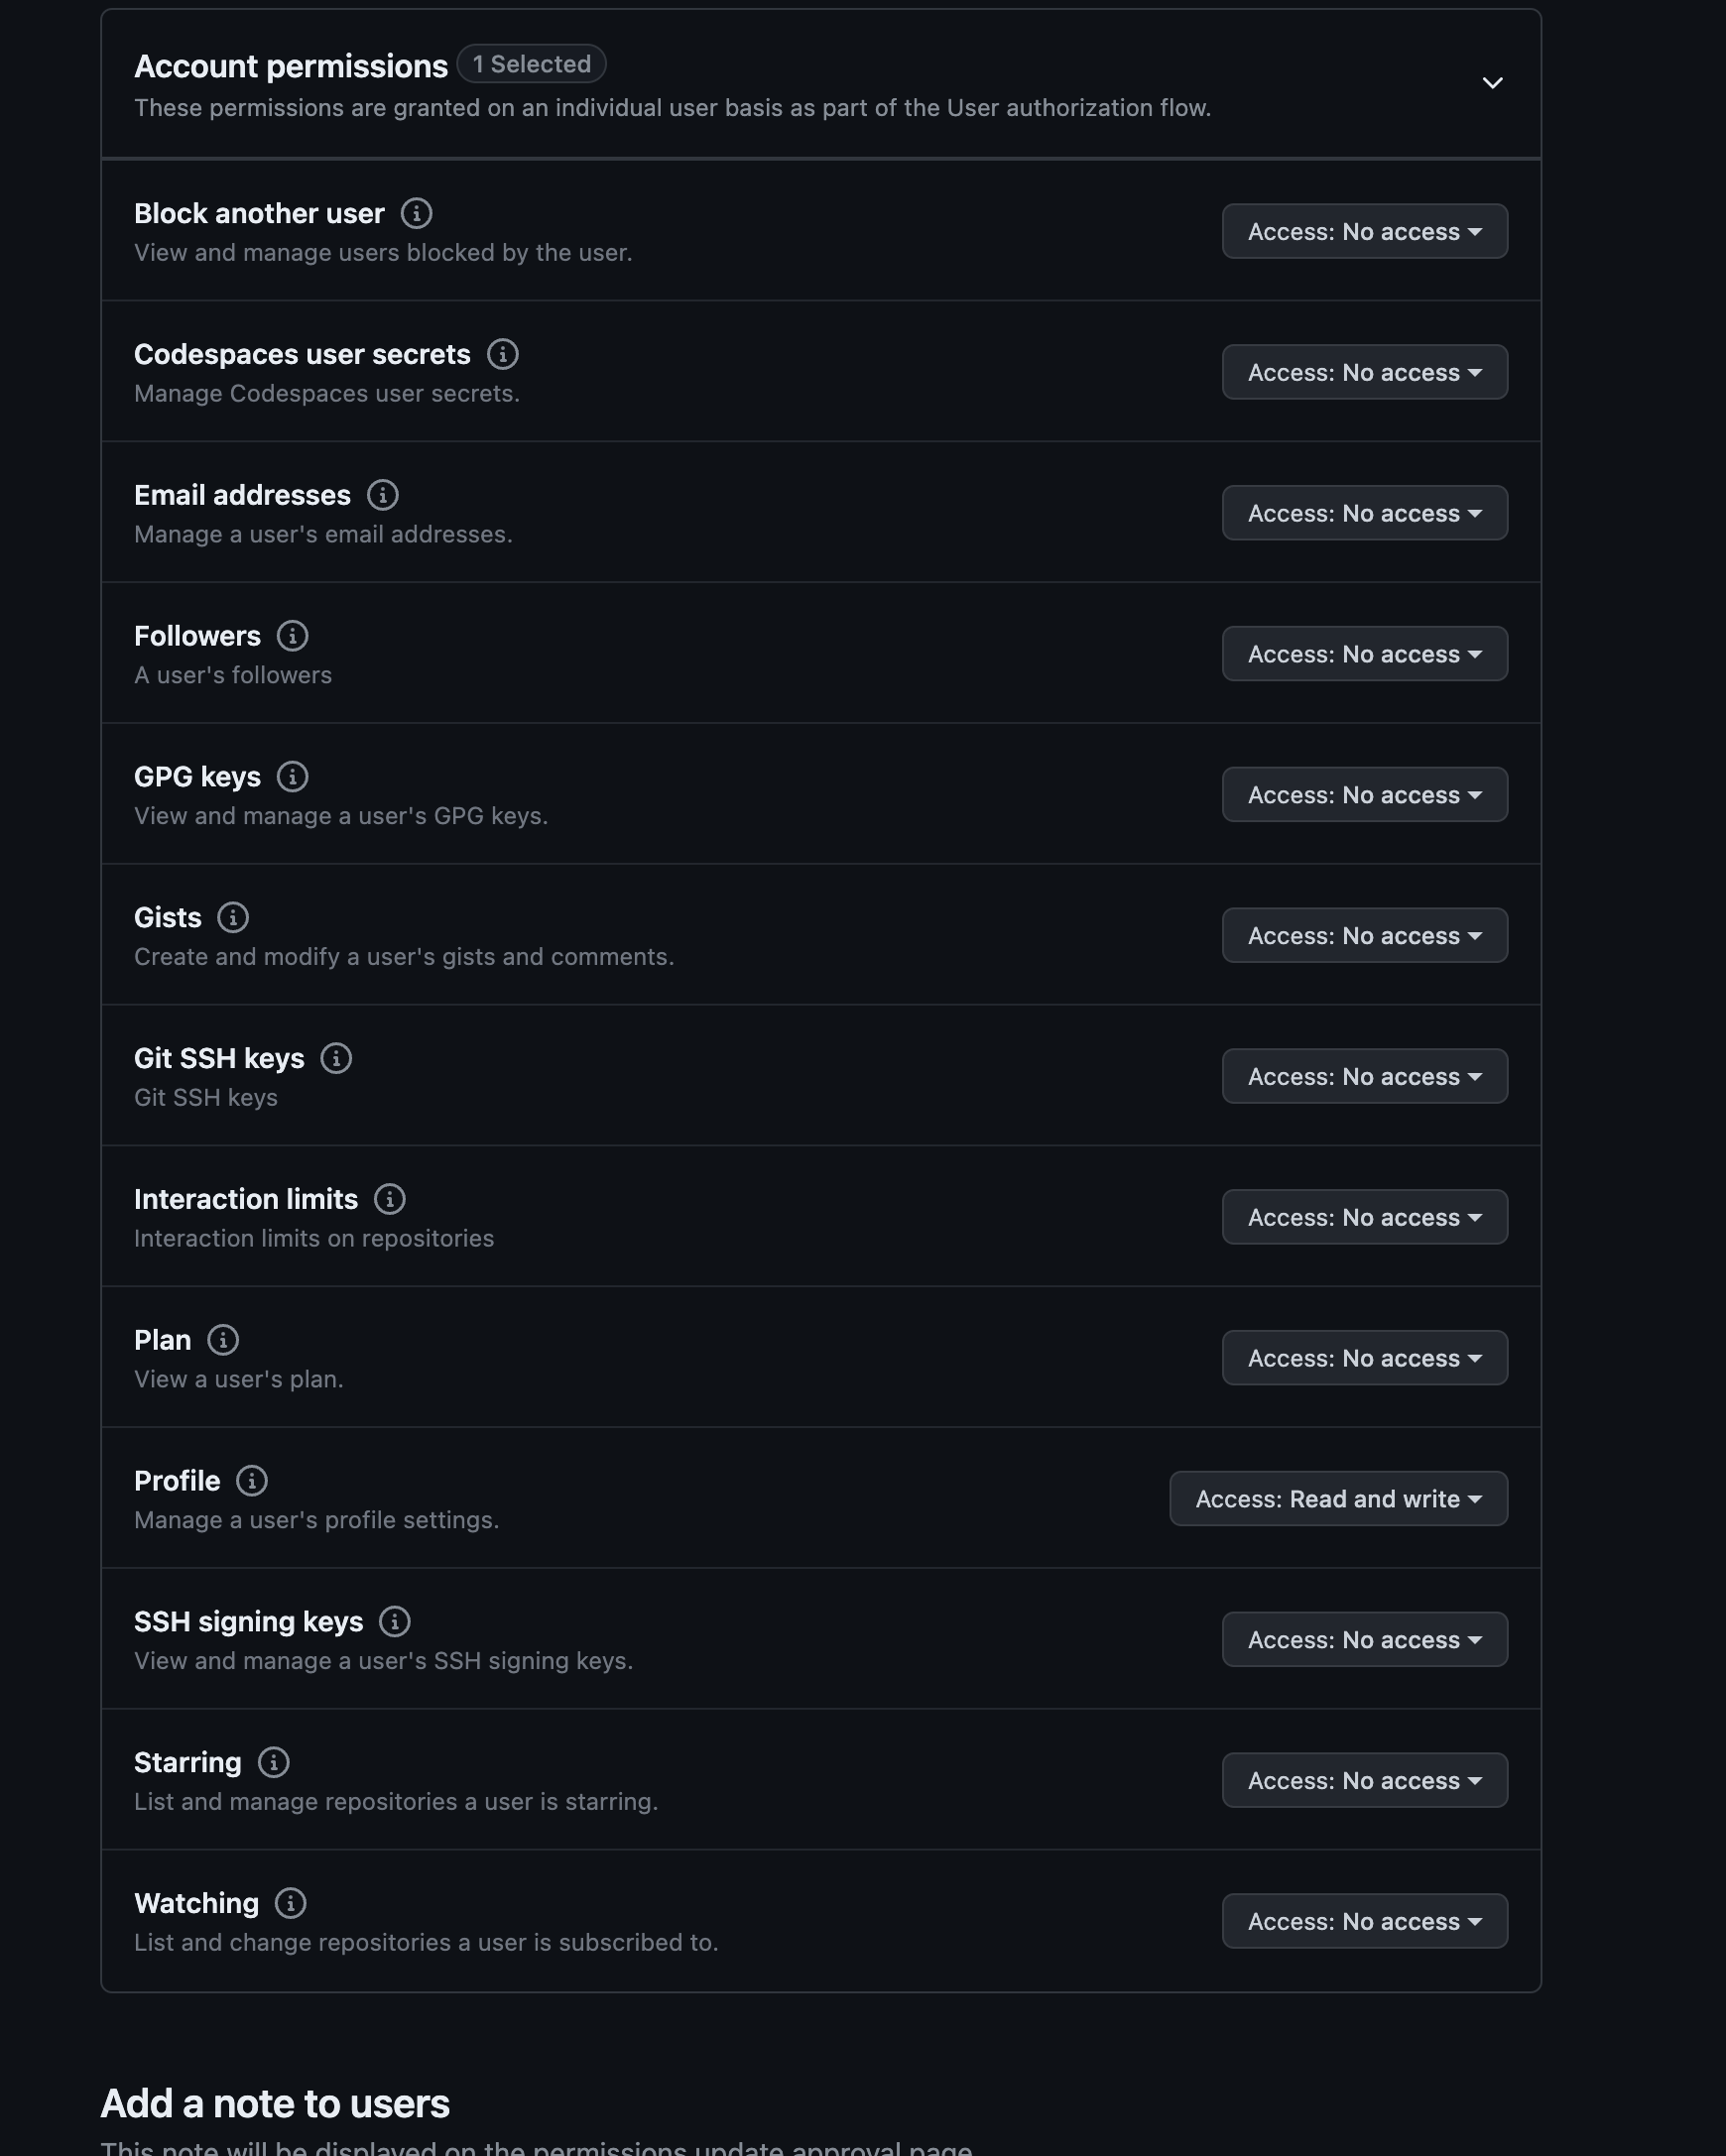 Account permissions 1 Selected
These permissions are granted on an individual user basis as part of the User authorization flow.
Block another user
View and manage users blocked by the user.
Access: No access
Codespaces user secrets
Manage Codespaces user secrets.
Access: No access
Email addresses
Manage a user's email addresses.
Access: No access
Followers
A user's followers
Access: No access
GPG keys
View and manage a user's GPG keys.
Access: No access
Gists
Create and modify a user's gists and comments.
Access: No access
Git SSH keys
Git SSH keys
Access: No access
Interaction limits
Interaction limits on repositories
Access: No access
Plan
View a user's plan.
Access: No access
Profile
Manage a user's profile settings.
Access: Read and write
SSH signing keys
View and manage a user's SSH signing keys.
Access: No access
Starring
List and manage repositories a user is starring.
Access: No access
Watching
List and change repositories a user is subscribed to.
Access: No access
Add a note to users
This note will be displayed on the permissions update approval page